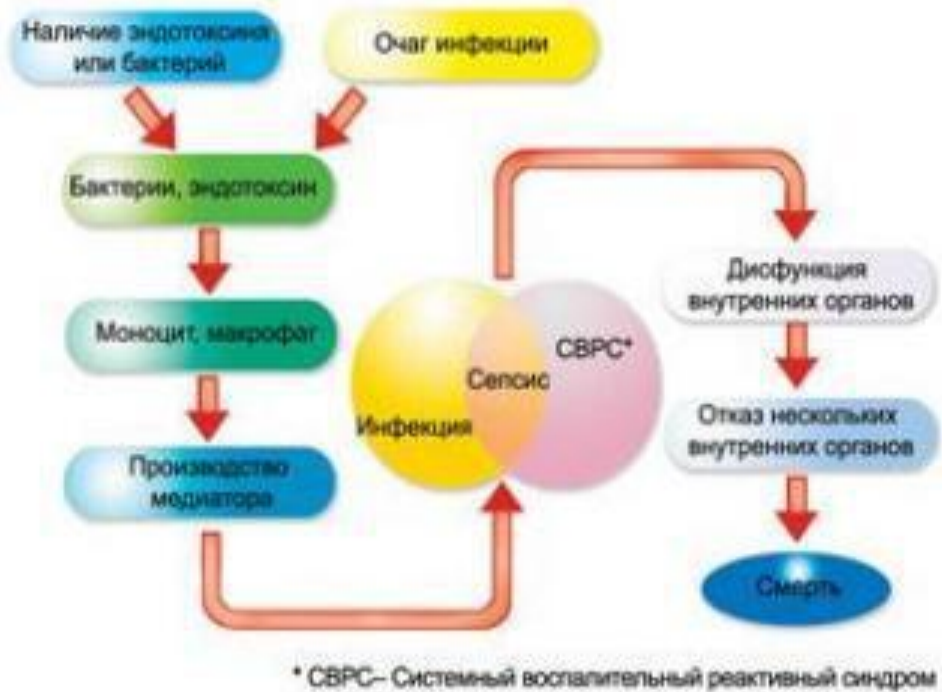 Наличие эндотоксина
или бактерий
Очаг инфекции
Бактерии, эндотоксин
Моноцит, макрофаг
Производство
медиатора
Инфекция
Сепсис
СВРС*
Дисфункция
внутренних органов
Отказ нескольких
внутренних органов
Смерть
* СВРС– Системный воспалительный реактивный синдром